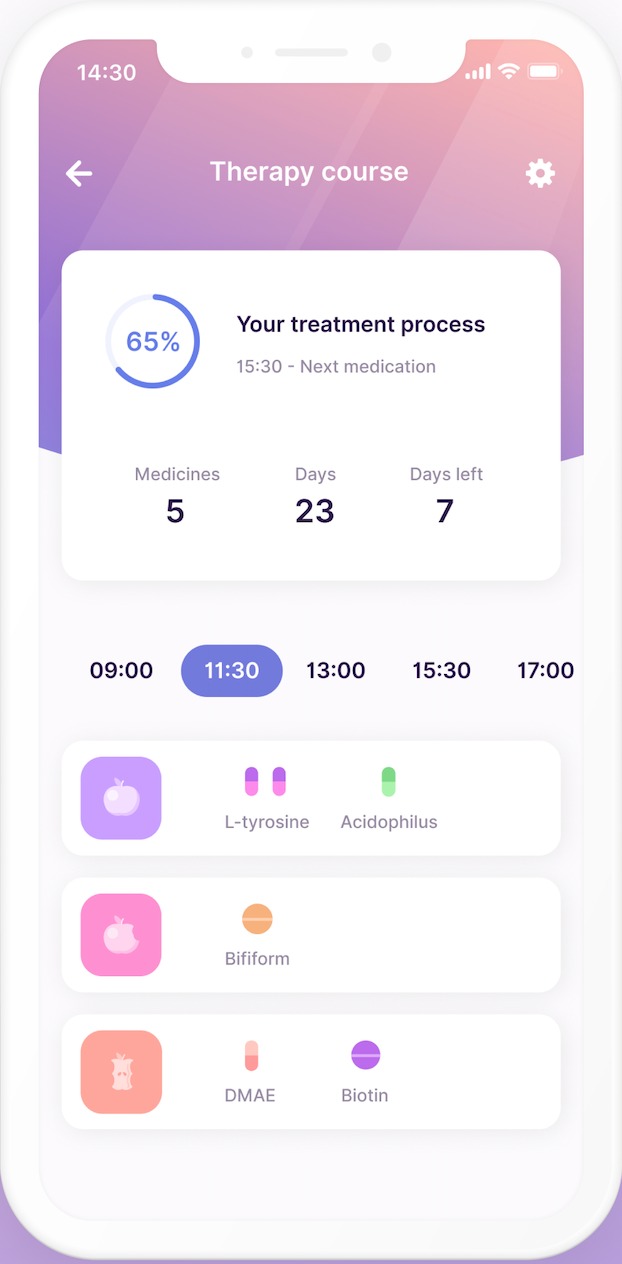 14:30
Therapy course
65%
Your treatment process
15:30 - Next medication
Medicines Days Days left
5 23 7
09:00 11:30 13:00 15:30 17:00
L-tyrosine Acidophilus
Bifiform
DMAE Biotin